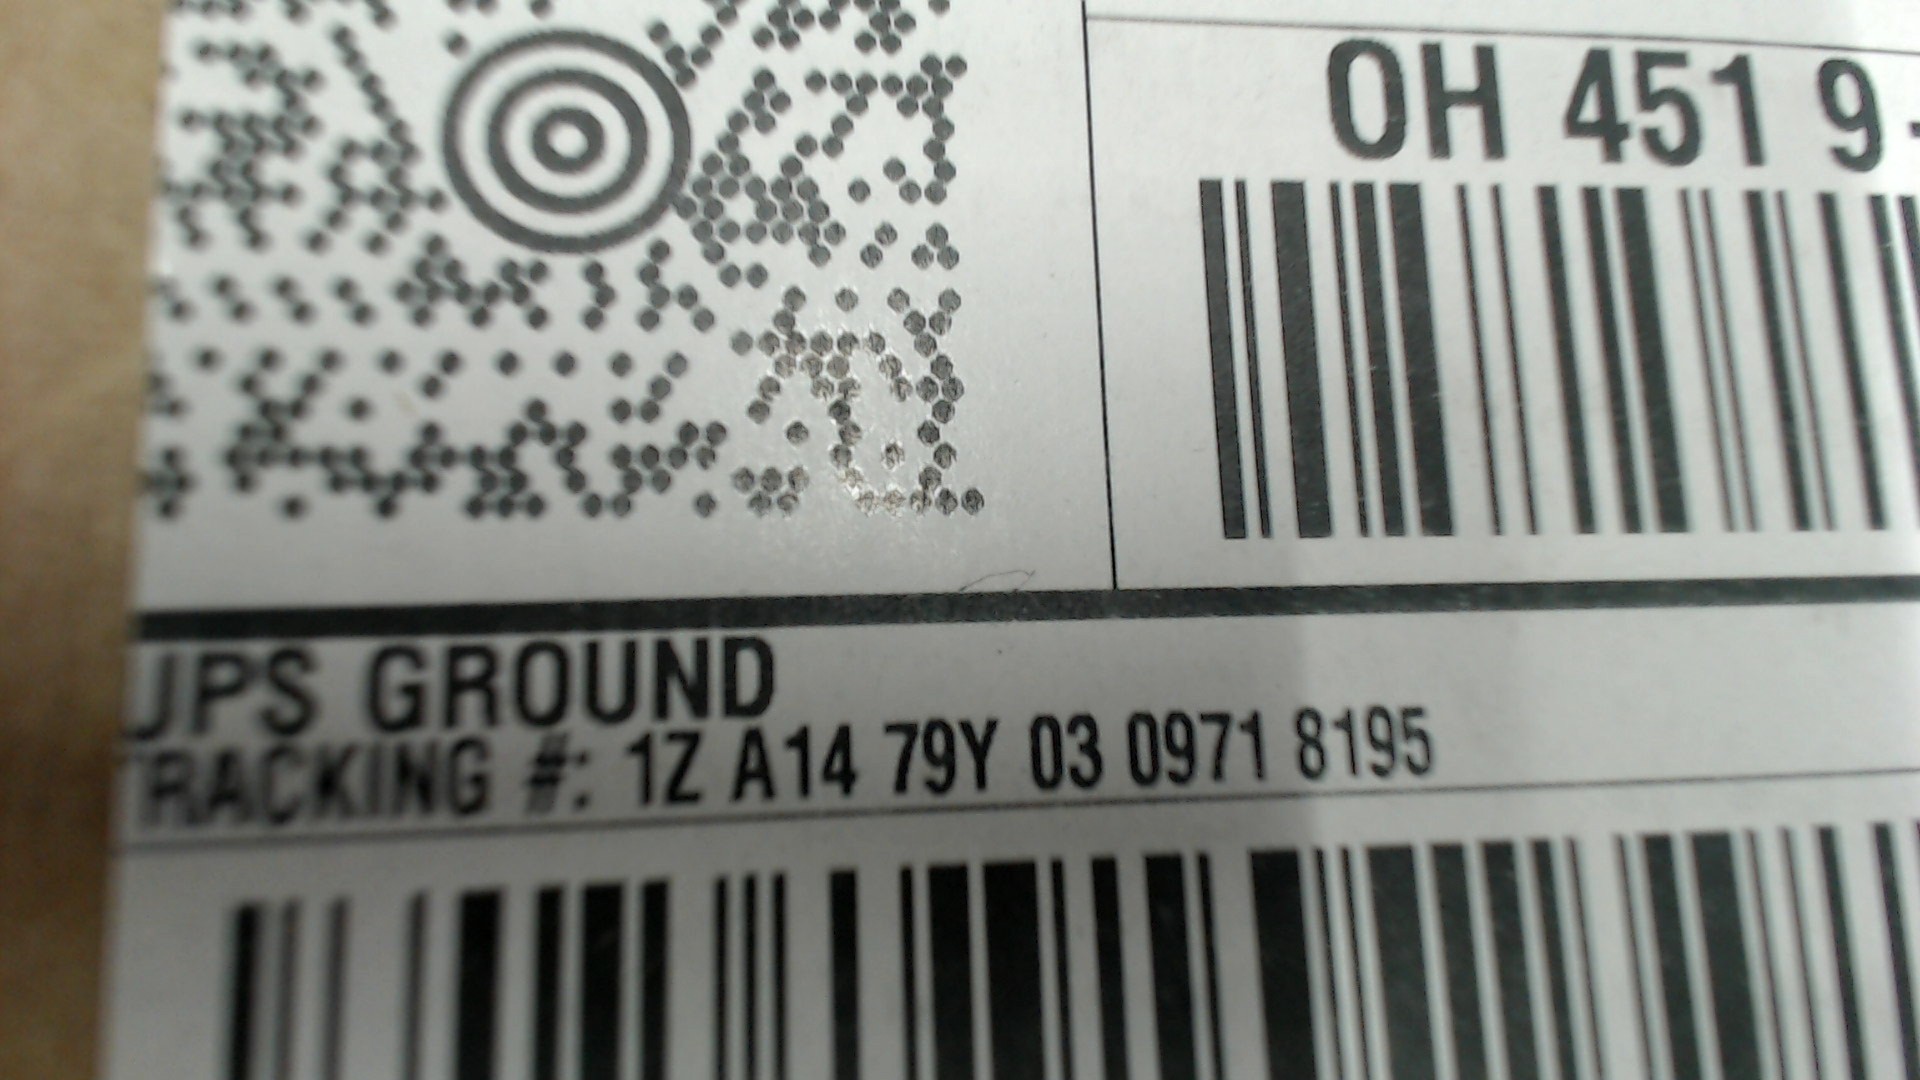 OH 451 9-
UPS GROUND
TRACKING #: 1Z A14 79Y 03 0971 8195